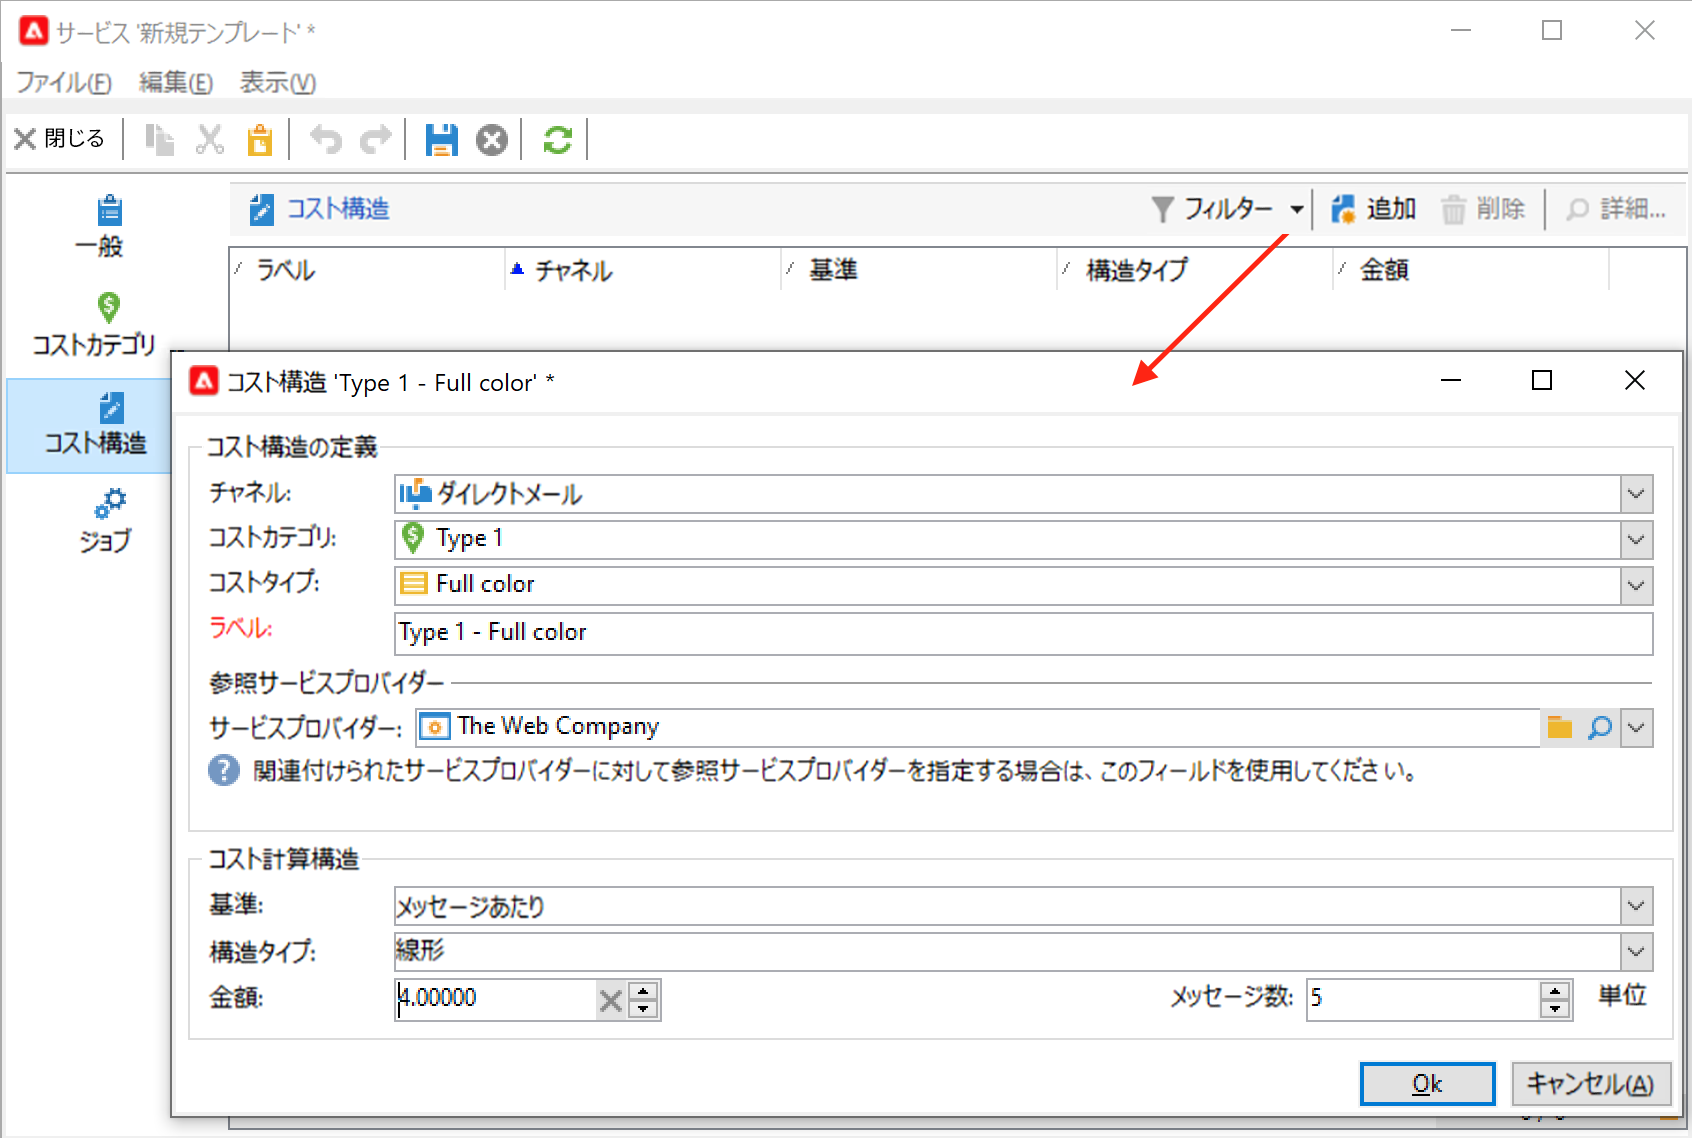 サービス '新規テンプレート' *
ファイル(F) 編集(E) 表示(V)
閉じる
一般
コストカテゴリ
コスト構造
ジョブ
コスト構造 フィルター 追加 削除 詳細...
ラベル チャネル 基準 構造タイプ 金額
コスト構造 'Type 1 - Full color' *
コスト構造の定義
チャネル: ダイレクトメール
コストカテゴリ: Type 1
コストタイプ: Full color
ラベル: Type 1 - Full color
参照サービスプロバイダー
サービスプロバイダー: The Web Company
関連付けられたサービスプロバイダーに対して参照サービスプロバイダーを指定する場合は、このフィールドを使用してください。
コスト計算構造
基準: メッセージあたり
構造タイプ: 線形
金額: 4.00000 メッセージ数: 5 単位
Ok キャンセル(A)